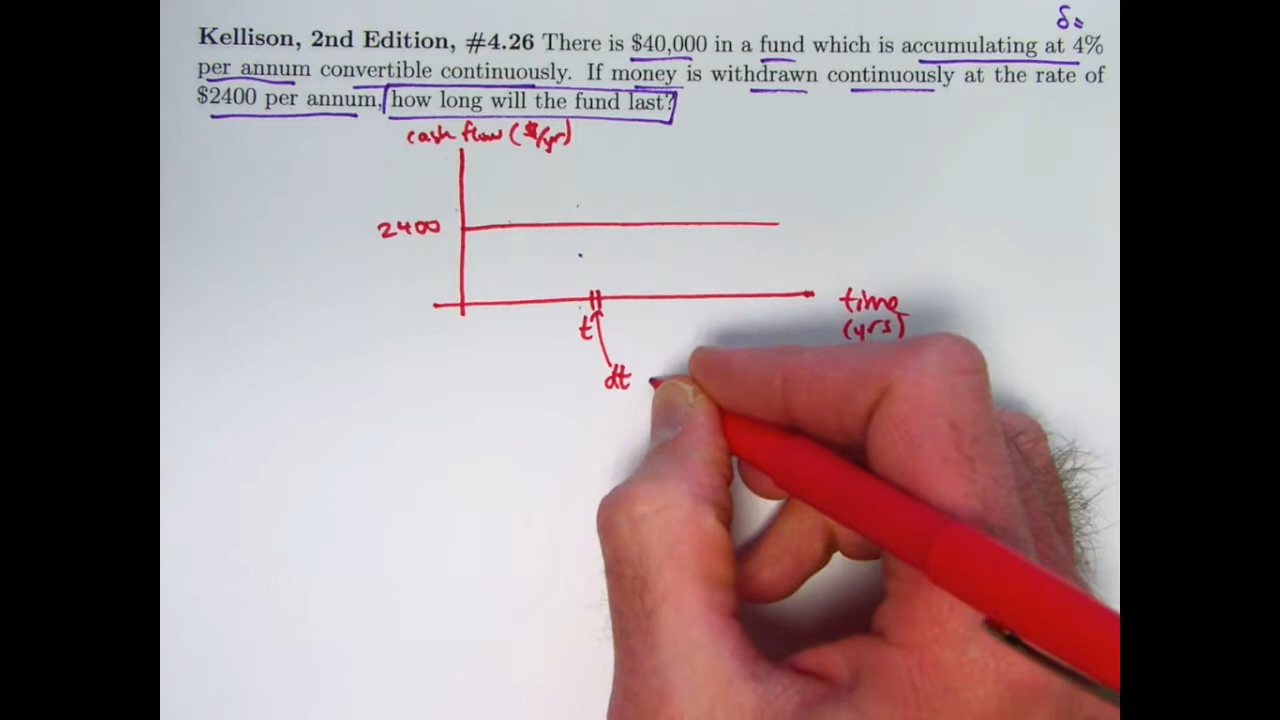 δ=
Kellison, 2nd Edition, #4.26 There is $40,000 in a fund which is accumulating at 4%
per annum convertible continuously. If money is withdrawn continuously at the rate of
$2400 per annum, how long will the fund last?
cash flow ($/yr)
2400
time
(yrs)
t
dt